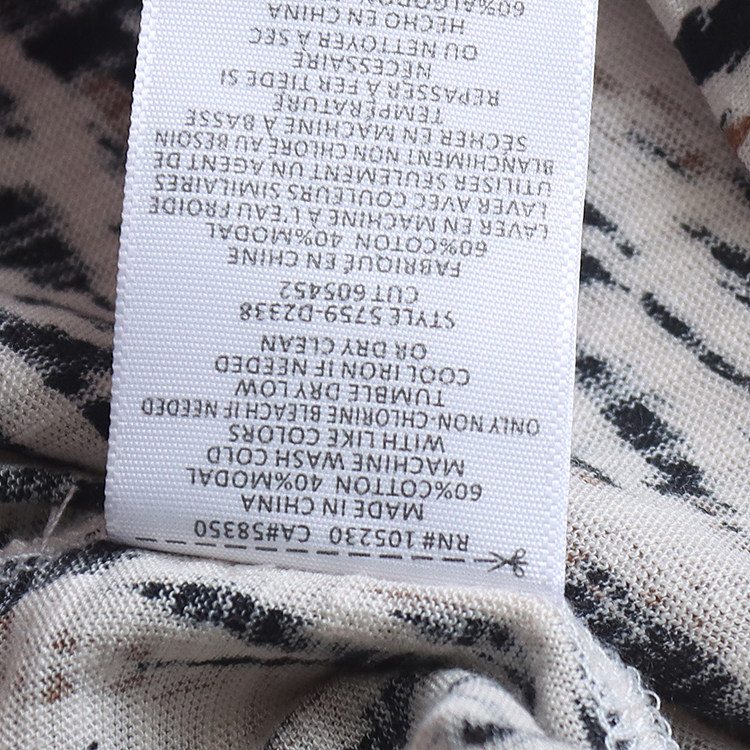 RN# 105230 CA#58350
MADE IN CHINA
60%COTTON 40%MODAL
MACHINE WASH COLD
WITH LIKE COLORS
ONLY NON-CHLORINE BLEACH IF NEEDED
TUMBLE DRY LOW
COOL IRON IF NEEDED
OR DRY CLEAN
STYLE 5759-D2338
CUT 605452
FABRIQUÉ EN CHINE
60%COTON 40%MODAL
LAVER EN MACHINE À L'EAU FROIDE
LAVER AVEC COULEURS SIMILAIRES
UTILISER SEULEMENT UN AGENT DE
BLANCHIMENT NON CHLORÉ AU BESOIN
SÉCHER EN MACHINE À BASSE
TEMPÉRATURE
REPASSER À FER TIÈDE SI
NÉCESSAIRE
OU NETTOYER À SEC
HECHO EN CHINA
60%ALGODÓN